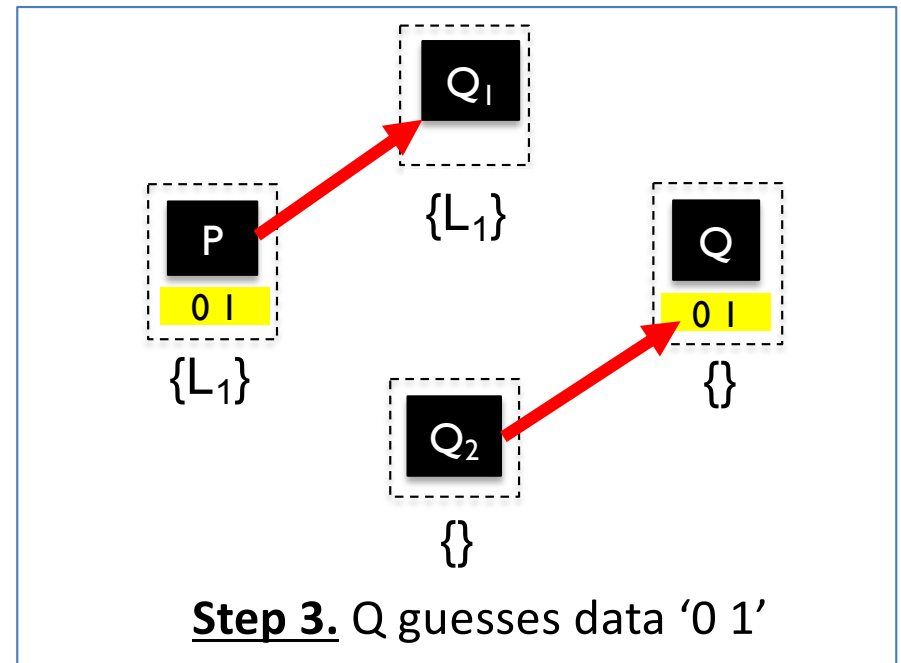 Q₁
{L₁}
P
0 1
{L₁}
Q
0 1
{}
Q₂
{}
Step 3. Q guesses data ‘0 1’